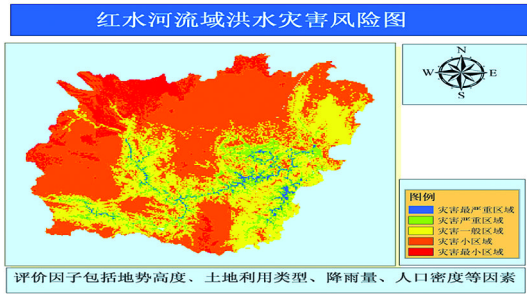 红水河流域洪水灾害风险图
N
W E
S
图例
灾害最严重区域
灾害严重区域
灾害一般区域
灾害小区域
灾害最小区域
评价因子包括地势高度、土地利用类型、降雨量、人口密度等因素